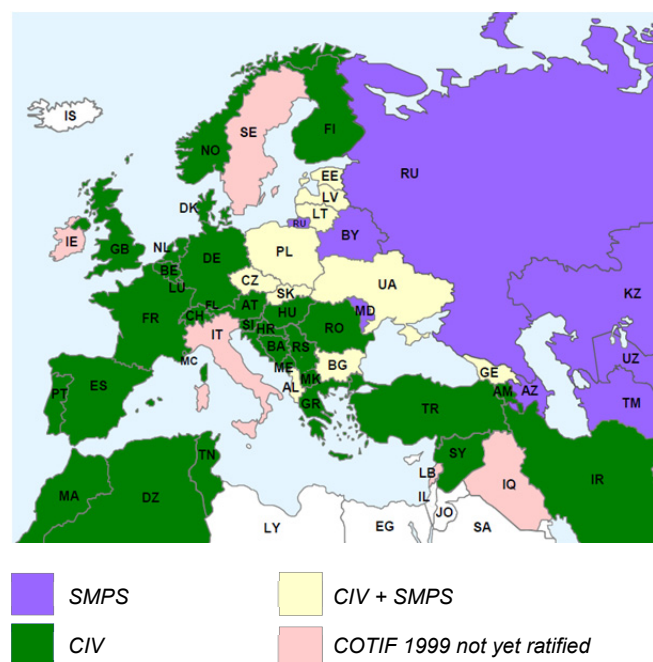 IS
SE
FI
NO
RU
EE
LV
LT
DK
RU
BY
IE
GB
NL
DE
PL
BE
LU
CZ
SK
UA
KZ
FR
FL
CH
AT
HU
MD
RO
SI
HR
IT
BA
RS
UZ
MC
ME
BG
GE
PT
ES
AL
MK
AM
AZ
TM
GR
TR
TN
SY
LB
IQ
IR
MA
DZ
IL
JO
LY
EG
SA
SMPS
CIV + SMPS
CIV
COTIF 1999 not yet ratified